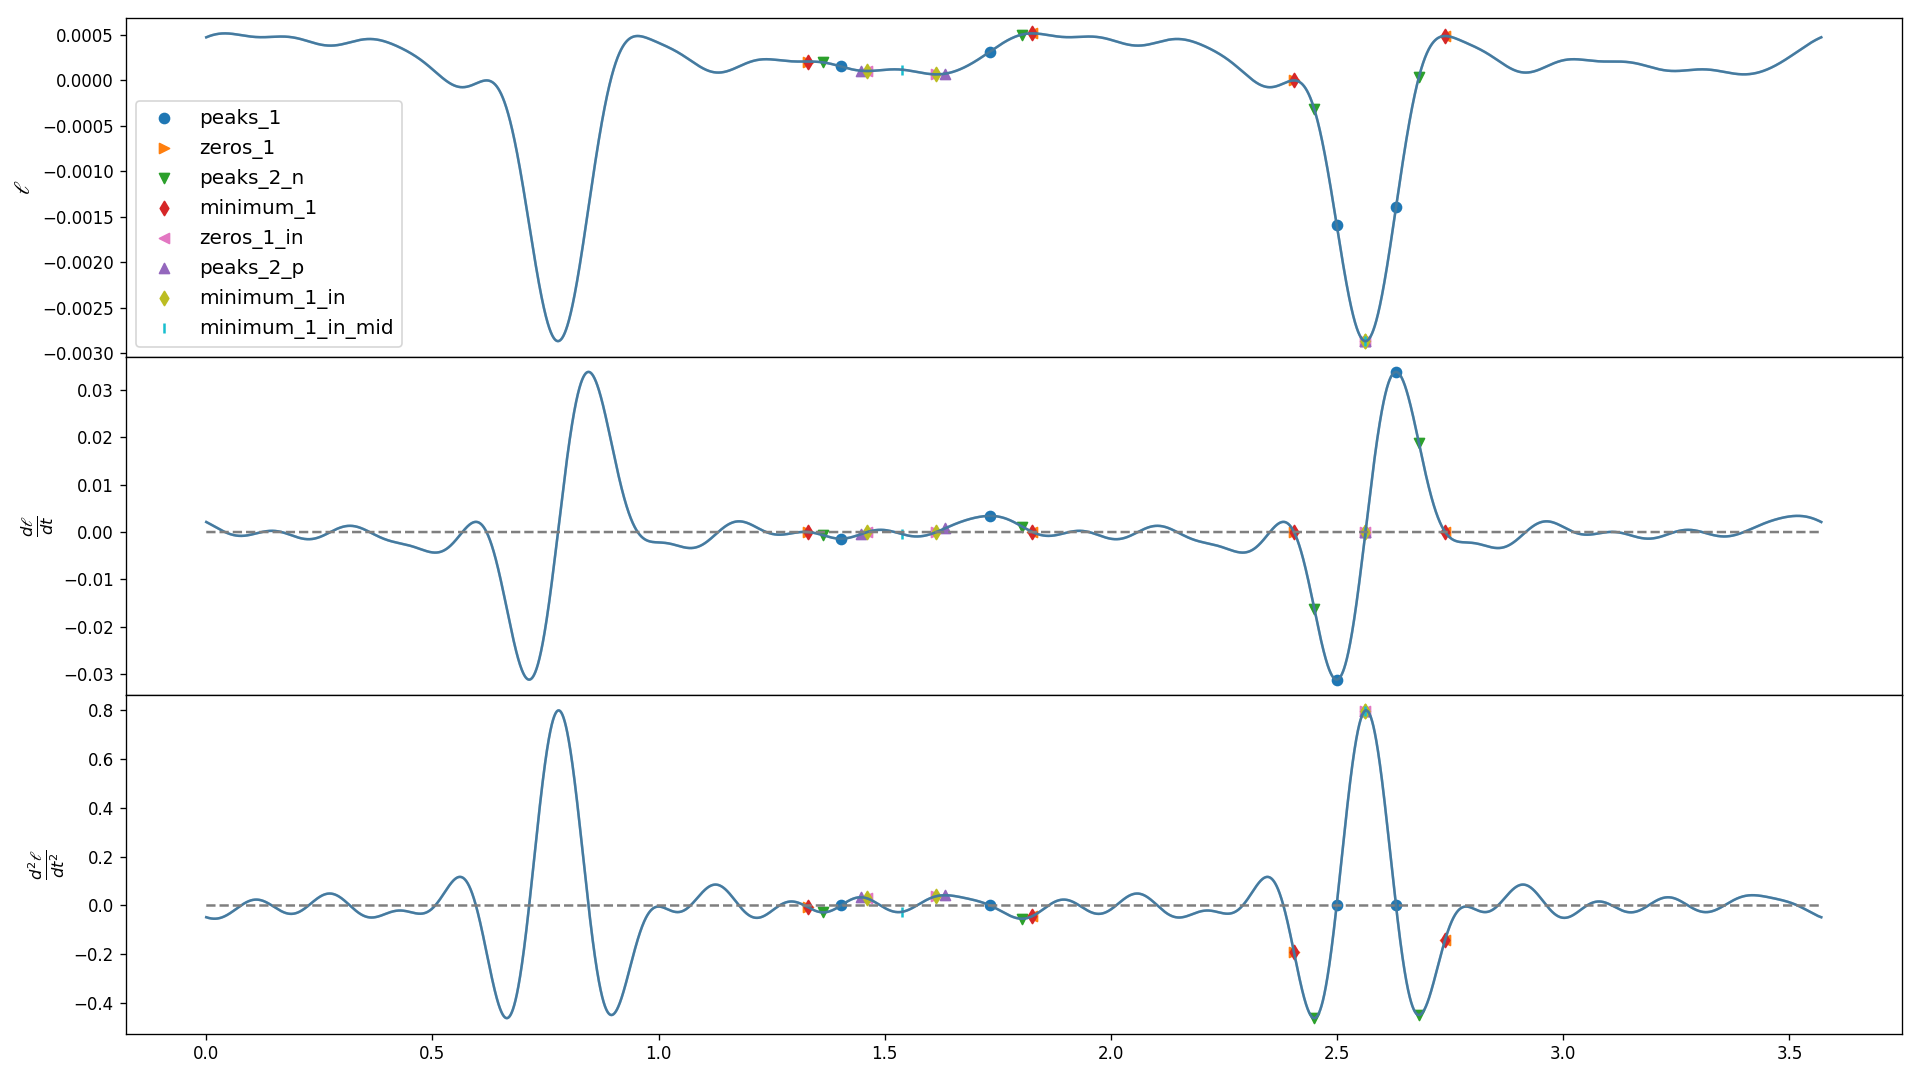 0.0005
0.0000
−0.0005
−0.0010
−0.0015
−0.0020
−0.0025
−0.0030
ℓ
peaks_1
zeros_1
peaks_2_n
minimum_1
zeros_1_in
peaks_2_p
minimum_1_in
minimum_1_in_mid
0.03
0.02
0.01
0.00
−0.01
−0.02
−0.03
dℓ
dt
0.8
0.6
0.4
0.2
0.0
−0.2
−0.4
d²ℓ
dt²
0.0 0.5 1.0 1.5 2.0 2.5 3.0 3.5